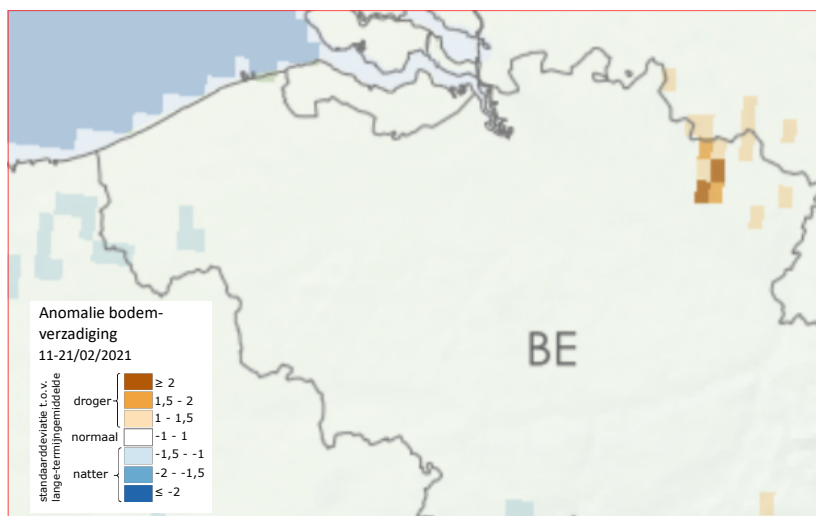 BE
Anomalie bodem-
verzadiging
11-21/02/2021
standaarddeviatie t.o.v.
lange-termijngemiddelde
droger
normaal
natter
≥ 2
1,5 - 2
1 - 1,5
-1 - 1
-1,5 - -1
-2 - -1,5
≤ -2